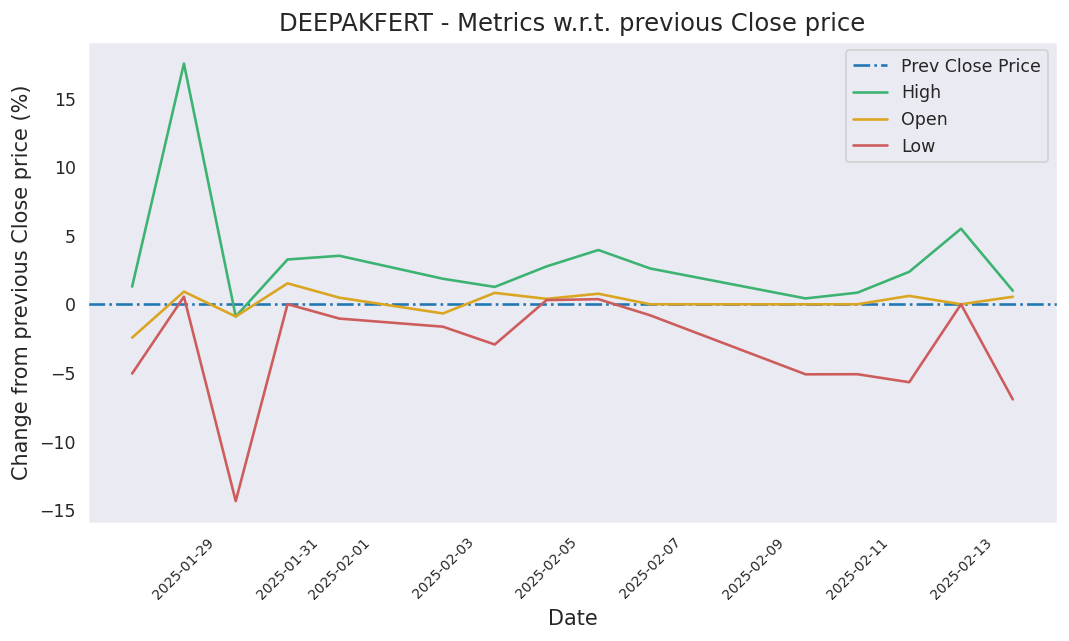 DEEPAKFERT - Metrics w.r.t. previous Close price
Change from previous Close price (%)
15
10
5
0
−5
−10
−15
Prev Close Price
High
Open
Low
2025-01-29
2025-01-31
2025-02-01
2025-02-03
2025-02-05
2025-02-07
2025-02-09
2025-02-11
2025-02-13
Date